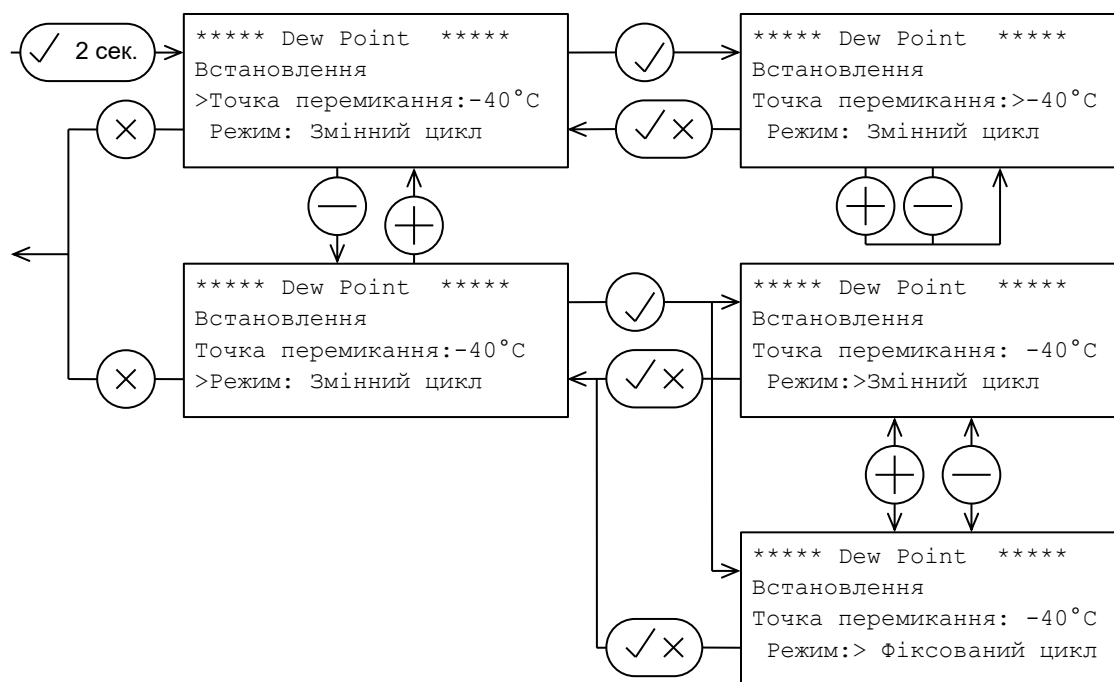 2 сек.
***** Dew Point *****
Встановлення
>Точка перемикання:-40°C
Режим: Змінний цикл
***** Dew Point *****
Встановлення
Точка перемикання:>-40°C
Режим: Змінний цикл
***** Dew Point *****
Встановлення
Точка перемикання:-40°C
>Режим: Змінний цикл
***** Dew Point *****
Встановлення
Точка перемикання: -40°C
Режим:>Змінний цикл
***** Dew Point *****
Встановлення
Точка перемикання: -40°C
Режим:> Фіксований цикл